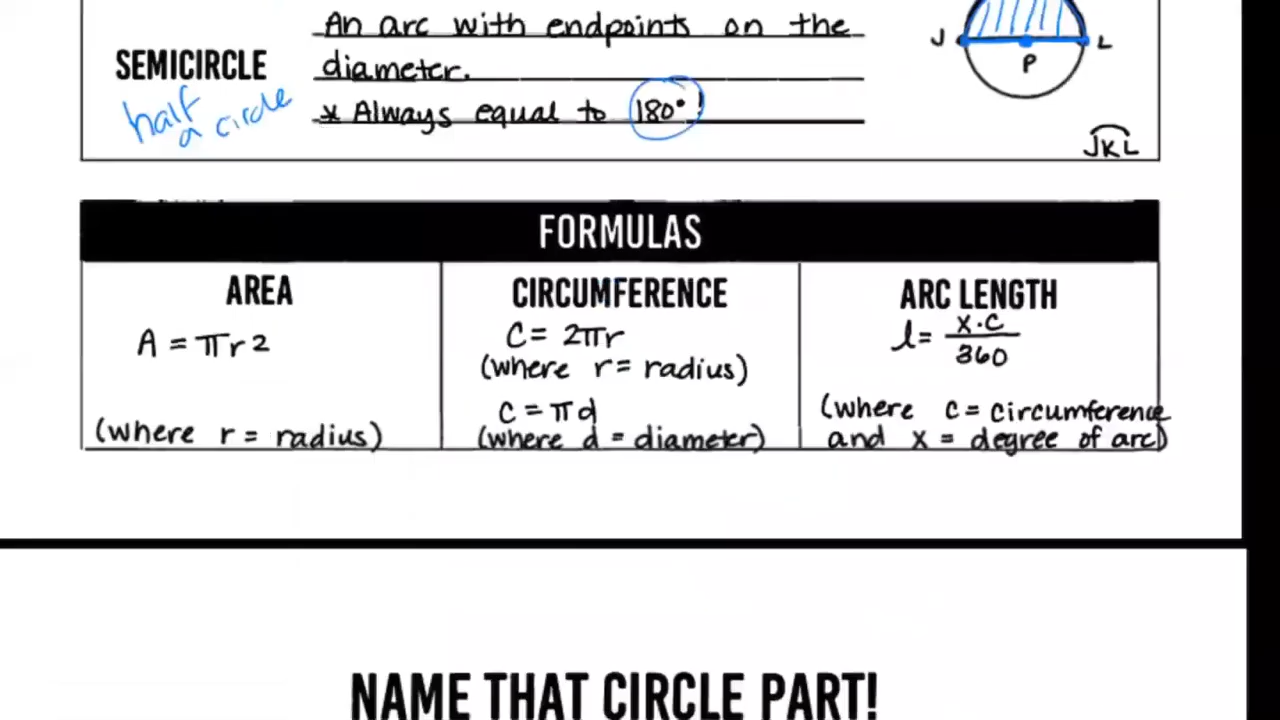 An arc with endpoints on the
SEMICIRCLE
diameter.
half
a circle
* Always equal to 180°!
J
L
P
JKL
FORMULAS
AREA
A = πr2
(where r = radius)
CIRCUMFERENCE
C = 2πr
(where r = radius)
C = πd
(where d = diameter)
ARC LENGTH
l = x·C
360
(where c = circumference
and x = degree of arc)
NAME THAT CIRCLE PART!